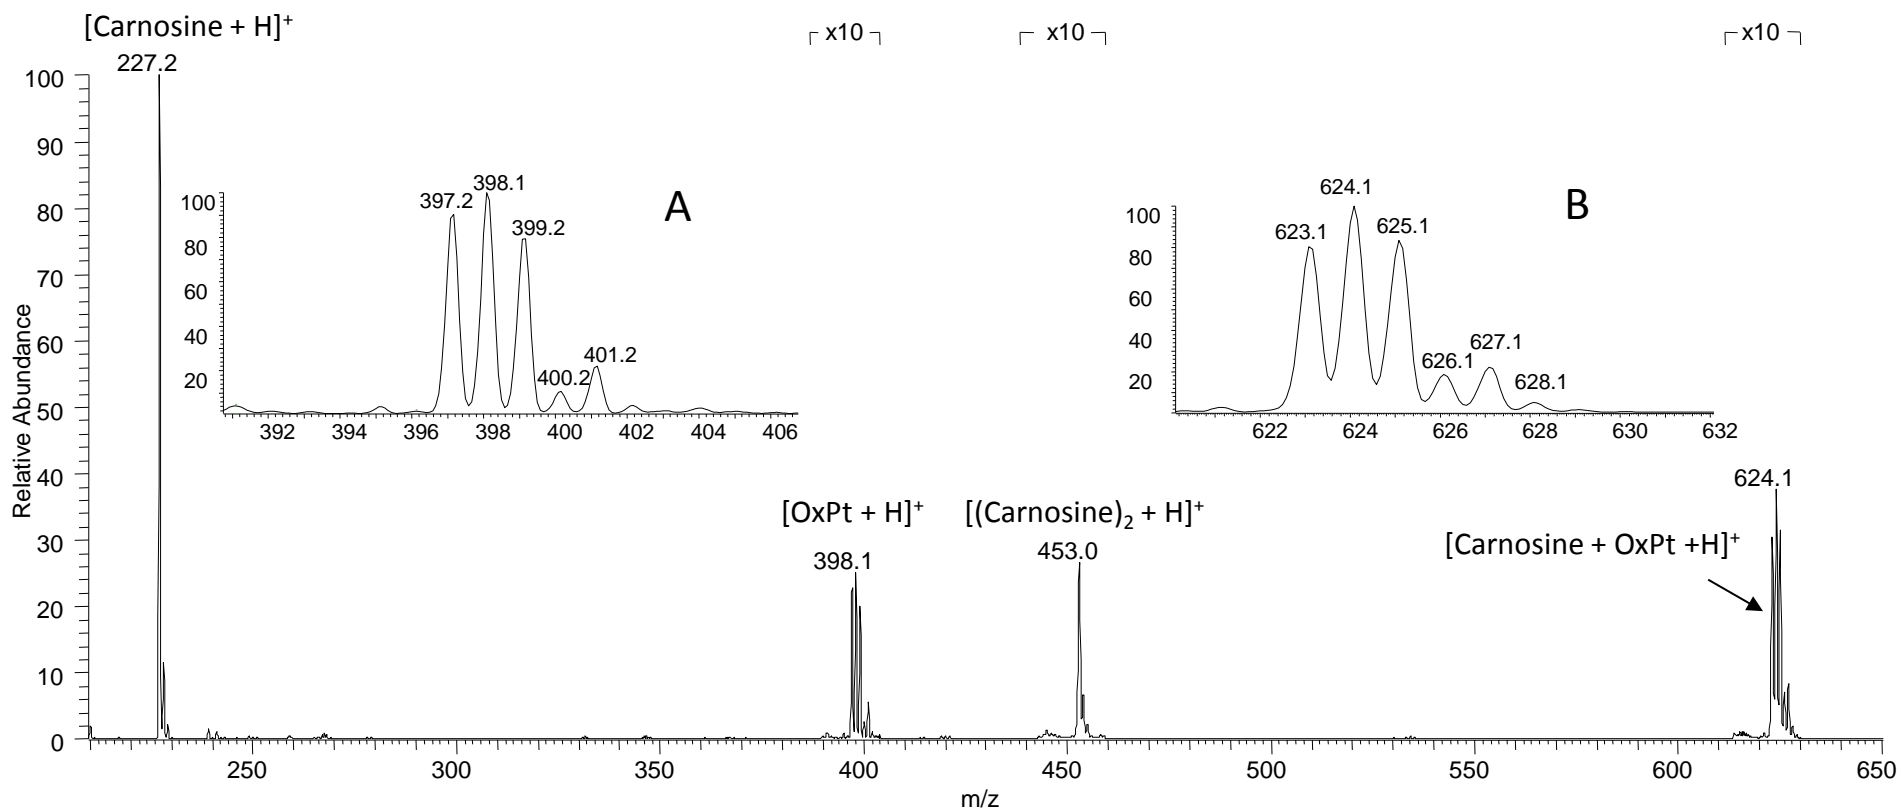 [Carnosine + H]+
227.2
x10
x10
x10
Relative Abundance
100
90
80
70
60
50
40
30
20
10
0
A
100
80
60
40
20
397.2
398.1
399.2
400.2
401.2
392 394 396 398 400 402 404 406
B
100
80
60
40
20
623.1
624.1
625.1
626.1
627.1
628.1
622 624 626 628 630 632
[OxPt + H]+
398.1
[(Carnosine)2 + H]+
453.0
624.1
[Carnosine + OxPt +H]+
250 300 350 400 450 500 550 600 650
m/z